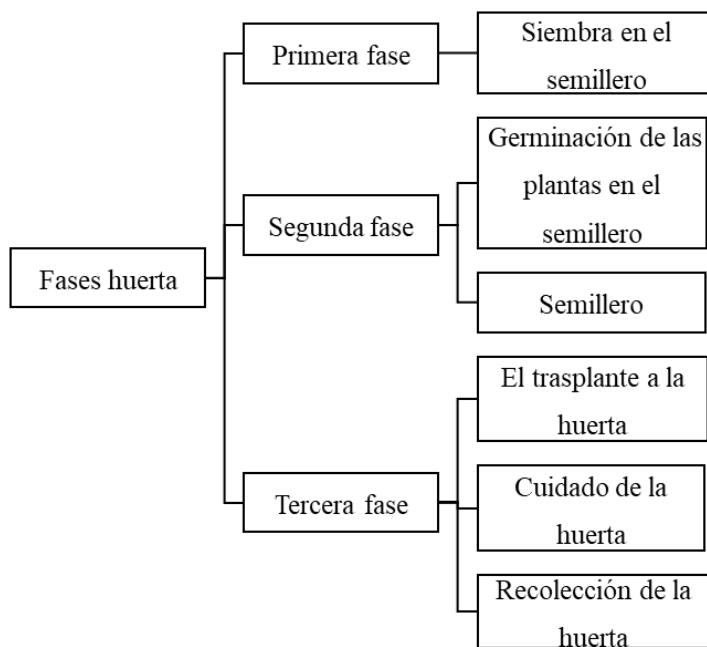 Fases huerta
Primera fase
Siembra en el
semillero
Segunda fase
Germinación de las
plantas en el
semillero
Semillero
Tercera fase
El trasplante a la
huerta
Cuidado de la
huerta
Recolección de la
huerta